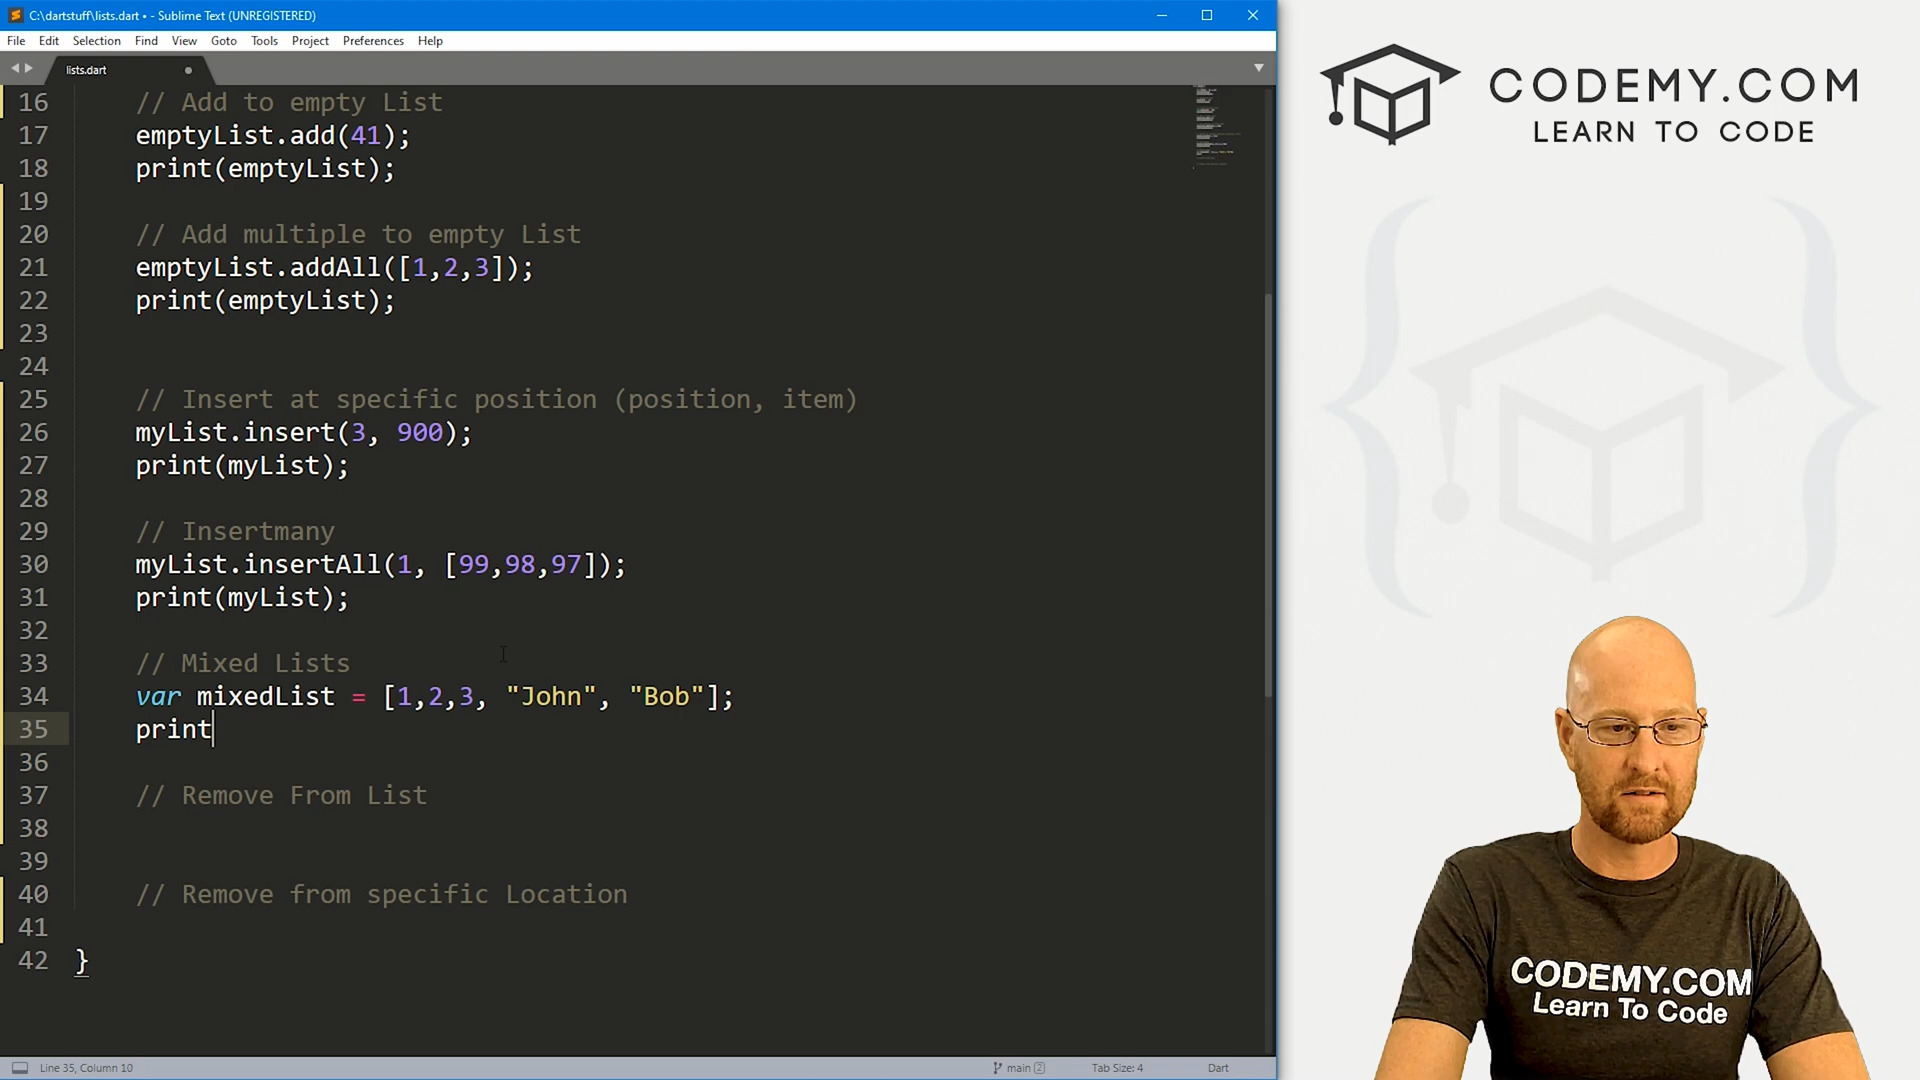 C:\dartstuff\lists.dart • - Sublime Text (UNREGISTERED)
File Edit Selection Find View Goto Tools Project Preferences Help
lists.dart
16 // Add to empty List
17 emptyList.add(41);
18 print(emptyList);
19
20 // Add multiple to empty List
21 emptyList.addAll([1,2,3]);
22 print(emptyList);
23
24
25 // Insert at specific position (position, item)
26 myList.insert(3, 900);
27 print(myList);
28
29 // Insertmany
30 myList.insertAll(1, [99,98,97]);
31 print(myList);
32
33 // Mixed Lists
34 var mixedList = [1,2,3, "John", "Bob"];
35 print
36
37 // Remove From List
38
39
40 // Remove from specific Location
41
42 }
Line 35, Column 10
main 2
Tab Size: 4
Dart
CODEMY.COM
LEARN TO CODE
CODEMY.COM
Learn To Code